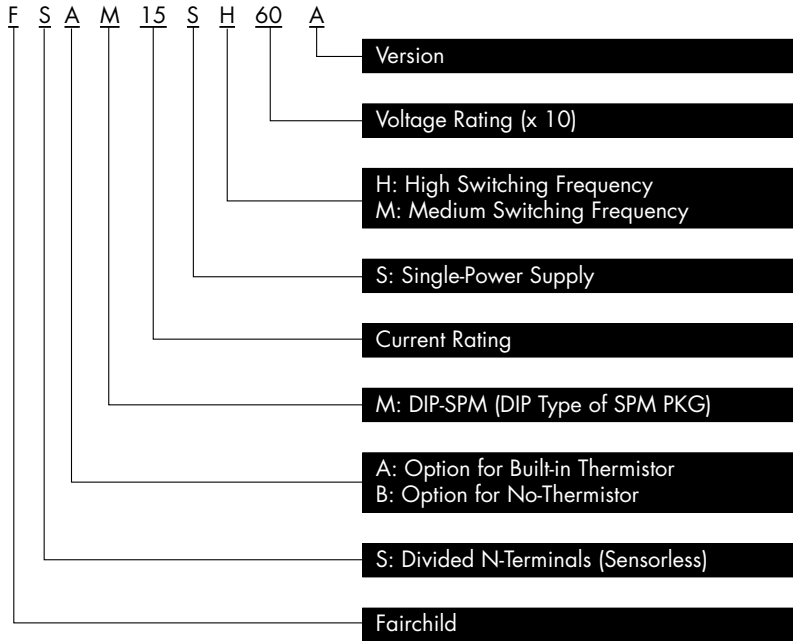 F S A M 15 S H 60 A
Version
Voltage Rating (x 10)
H: High Switching Frequency
M: Medium Switching Frequency
S: Single-Power Supply
Current Rating
M: DIP-SPM (DIP Type of SPM PKG)
A: Option for Built-in Thermistor
B: Option for No-Thermistor
S: Divided N-Terminals (Sensorless)
Fairchild